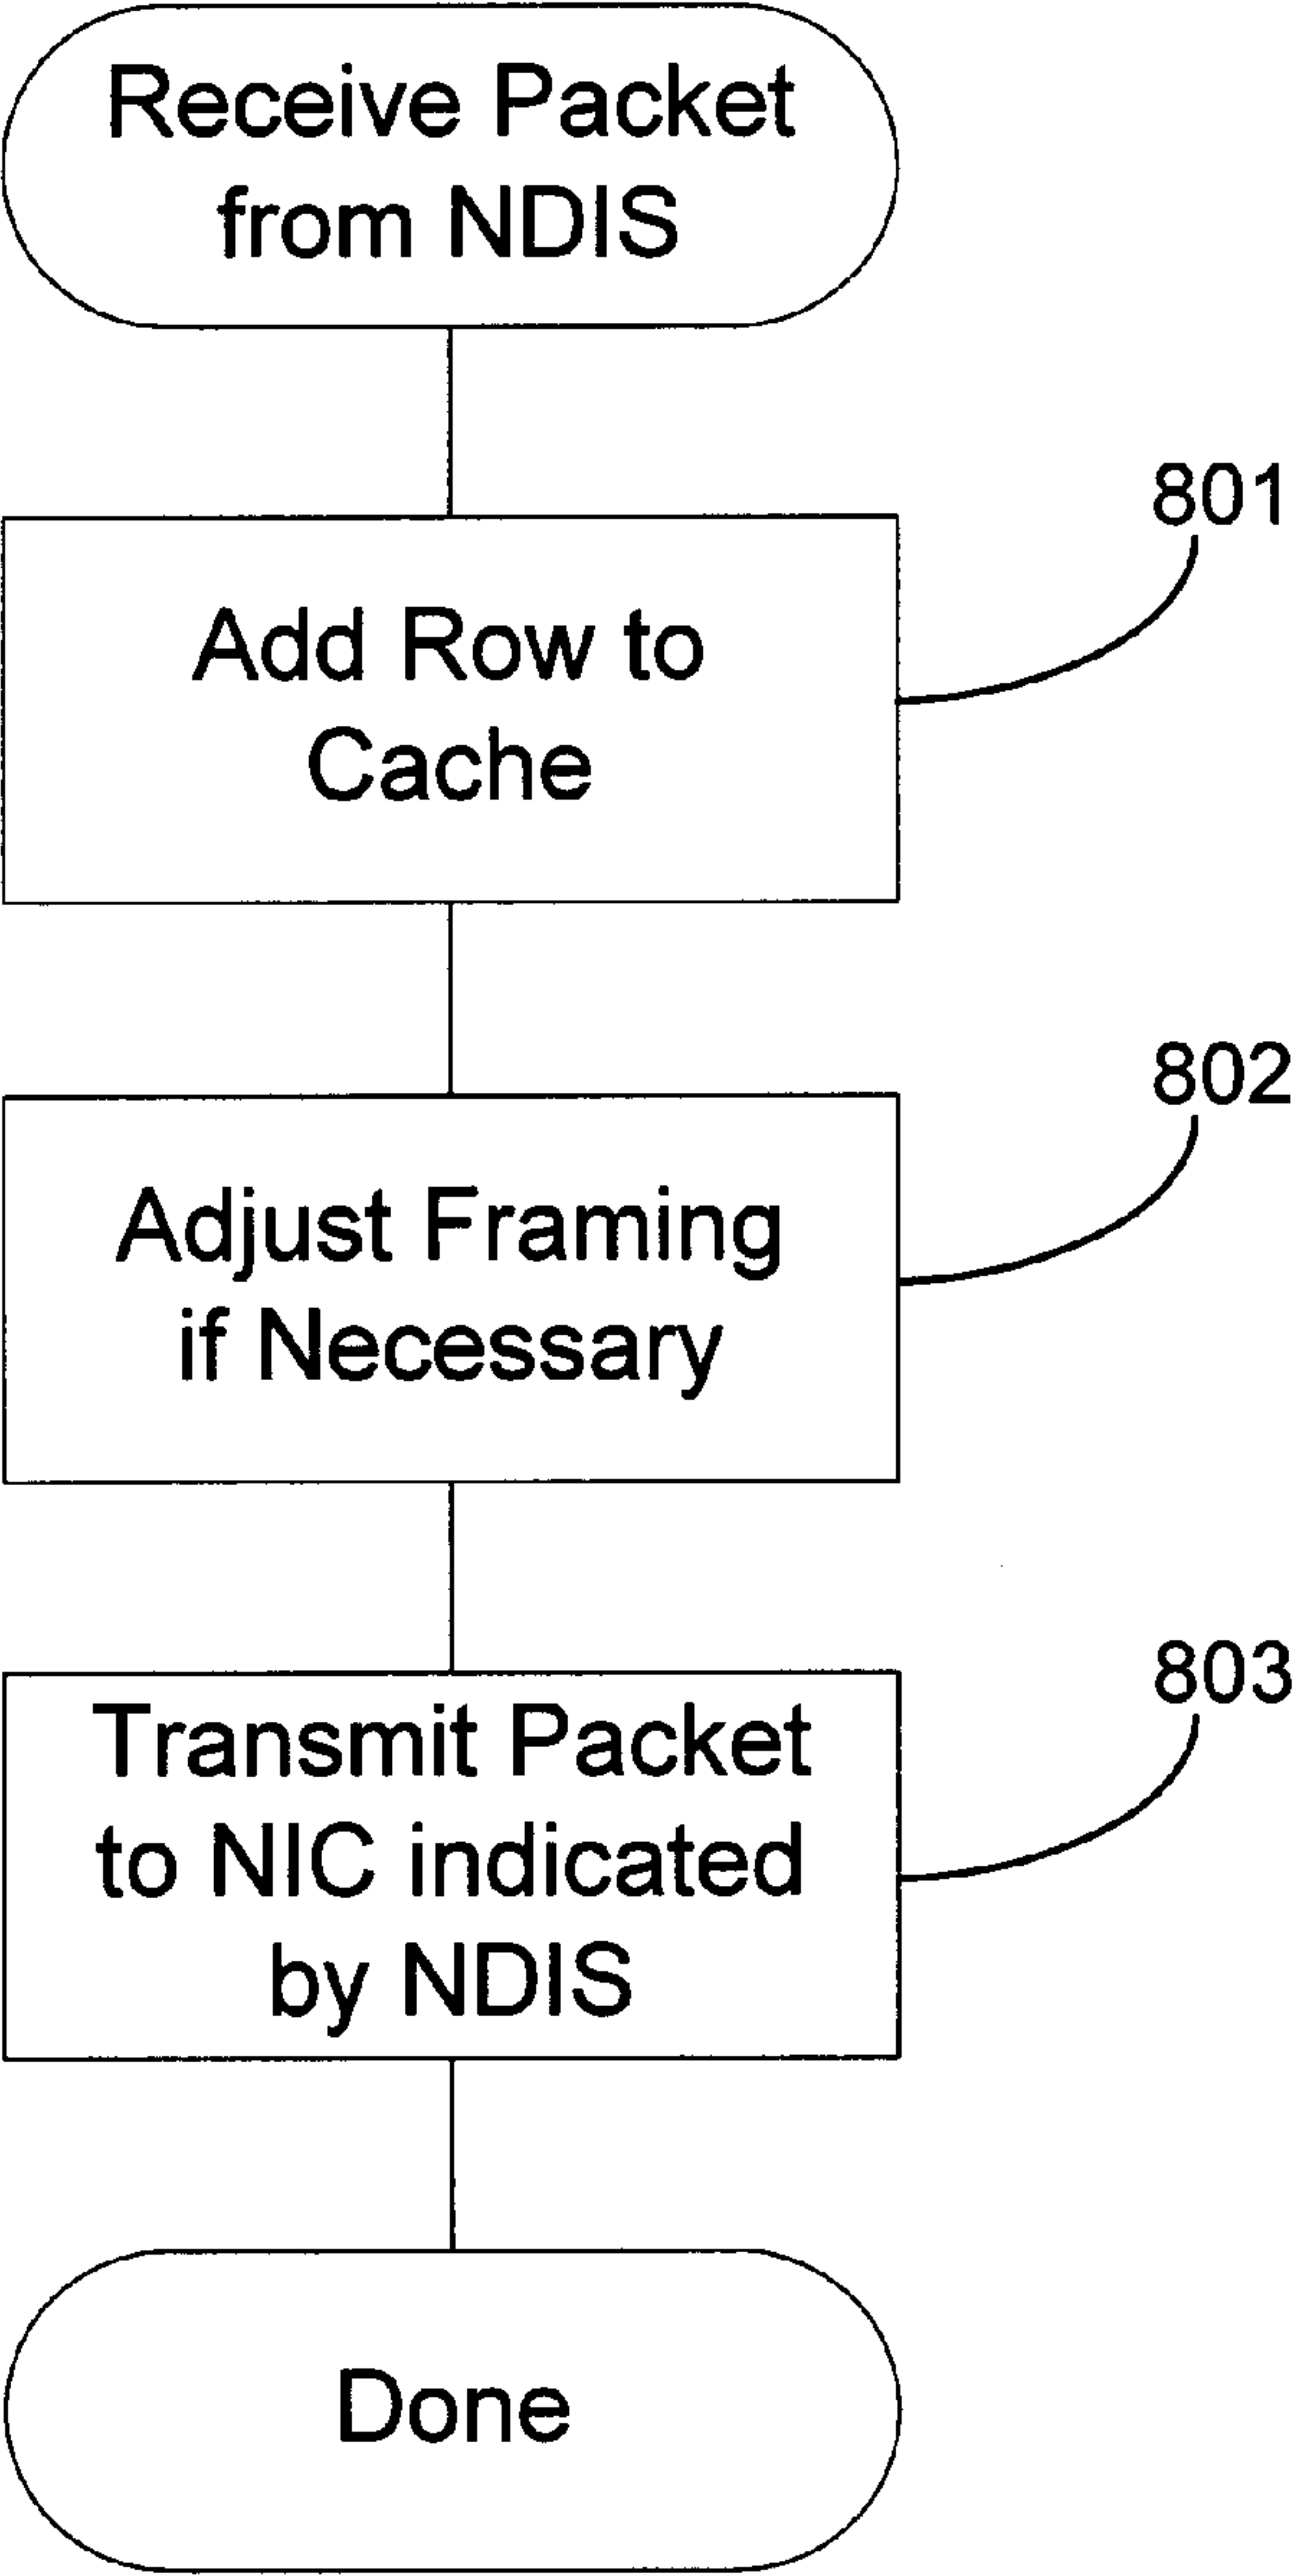 Receive Packet
from NDIS
801
Add Row to
Cache
802
Adjust Framing
if Necessary
803
Transmit Packet
to NIC indicated
by NDIS
Done